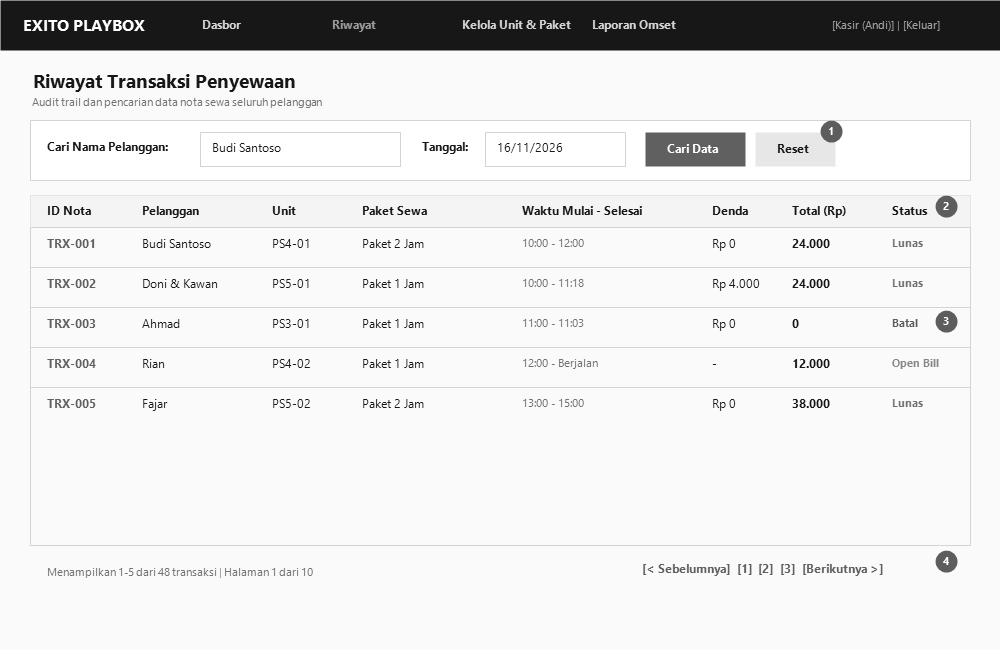 EXITO PLAYBOX Dasbor Riwayat Kelola Unit & Paket Laporan Omset [Kasir (Andi)] | [Keluar]
Riwayat Transaksi Penyewaan
Audit trail dan pencarian data nota sewa seluruh pelanggan
1
Cari Nama Pelanggan: Budi Santoso Tanggal: 16/11/2026 Cari Data Reset
ID Nota Pelanggan Unit Paket Sewa Waktu Mulai - Selesai Denda Total (Rp) Status 2
TRX-001 Budi Santoso PS4-01 Paket 2 Jam 10:00 - 12:00 Rp 0 24.000 Lunas
TRX-002 Doni & Kawan PS5-01 Paket 1 Jam 10:00 - 11:18 Rp 4.000 24.000 Lunas
TRX-003 Ahmad PS3-01 Paket 1 Jam 11:00 - 11:03 Rp 0 0 Batal 3
TRX-004 Rian PS4-02 Paket 1 Jam 12:00 - Berjalan - 12.000 Open Bill
TRX-005 Fajar PS5-02 Paket 2 Jam 13:00 - 15:00 Rp 0 38.000 Lunas
Menampilkan 1-5 dari 48 transaksi | Halaman 1 dari 10 [< Sebelumnya] [1] [2] [3] [Berikutnya >] 4